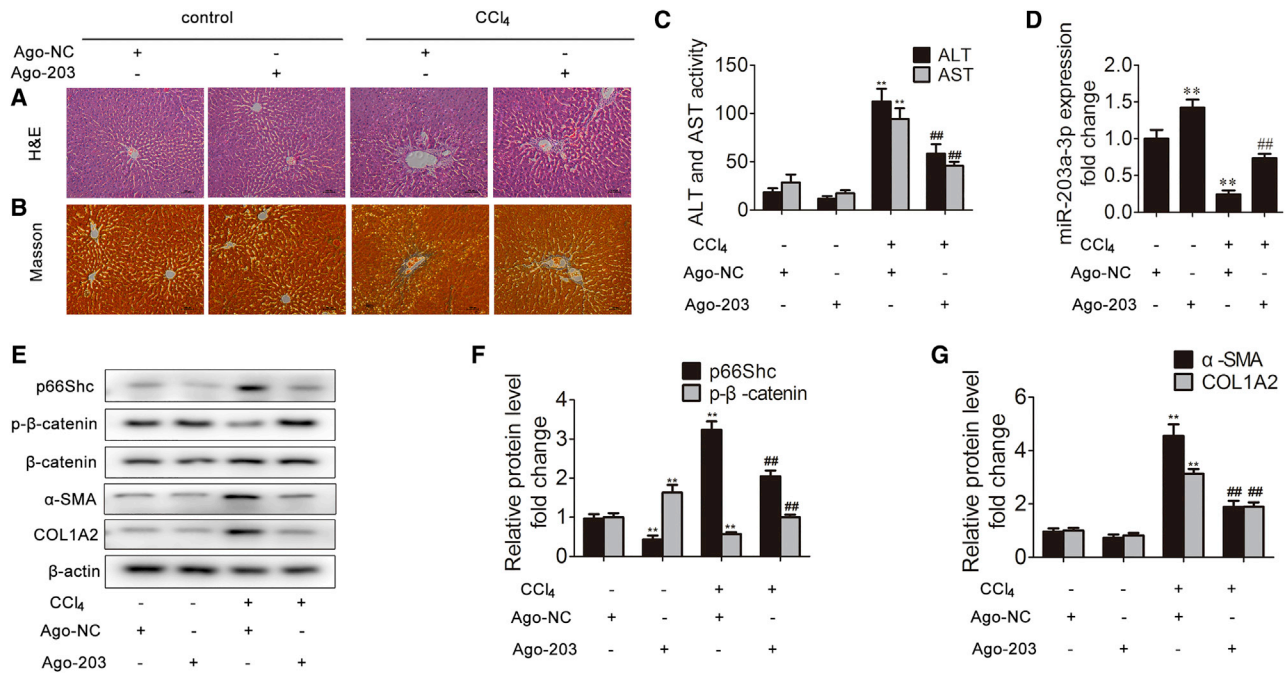 control CCl₄
Ago-NC + - + -
Ago-203 - + - +
A
H&E
B
Masson
C
ALT and AST activity
150
100
50
0
ALT
AST
** **
## ##
CCl₄ - - + +
Ago-NC + - + -
Ago-203 - + - +
D
miR-203a-3p expression
fold change
2.0
1.5
1.0
0.5
0.0
**
**
##
CCl₄ - - + +
Ago-NC + - + -
Ago-203 - + - +
E
p66Shc
p-β-catenin
β-catenin
α-SMA
COL1A2
β-actin
CCl₄ - - + +
Ago-NC + - + -
Ago-203 - + - +
F
Relative protein level
fold change
4
3
2
1
0
p66Shc
p-β -catenin
** **
** **
## ##
CCl₄ - - + +
Ago-NC + - + -
Ago-203 - + - +
G
Relative protein level
fold change
6
4
2
0
α -SMA
COL1A2
** **
## ##
CCl₄ - - + +
Ago-NC + - + -
Ago-203 - + - +